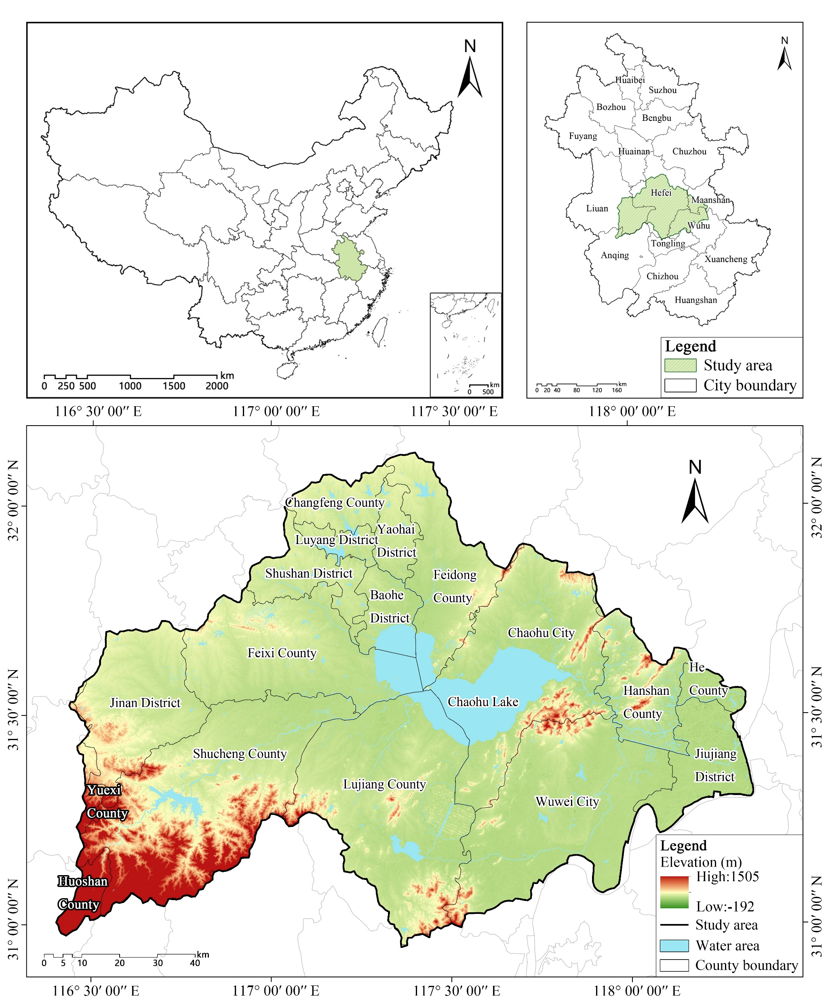 N
km
0 250 500 1000 1500 2000
km
0 500
N
Huaibei
Suzhou
Bozhou
Bengbu
Fuyang
Huainan
Chuzhou
Hefei
Maanshan
Liuan
Wuhu
Tongling
Anqing
Xuancheng
Chizhou
Huangshan
Legend
Study area
City boundary
km
0 20 40 80 120 160
116° 30′ 00″ E 117° 00′ 00″ E 117° 30′ 00″ E 118° 00′ 00″ E
32° 00′ 00″ N
31° 30′ 00″ N
31° 00′ 00″ N
N
Changfeng County
Yaohai
District
Luyang District
Shushan District
Feidong
County
Baohe
District
Chaohu City
Feixi County
He
County
Hanshan
County
Jinan District
Chaohu Lake
Shucheng County
Jiujiang
District
Lujiang County
Yuexi
County
Wuwei City
Huoshan
County
km
0 5 10 20 30 40
Legend
Elevation (m)
High:1505
Low:-192
Study area
Water area
County boundary
32° 00′ 00″ N
31° 30′ 00″ N
31° 00′ 00″ N
116° 30′ 00″ E 117° 00′ 00″ E 117° 30′ 00″ E 118° 00′ 00″ E